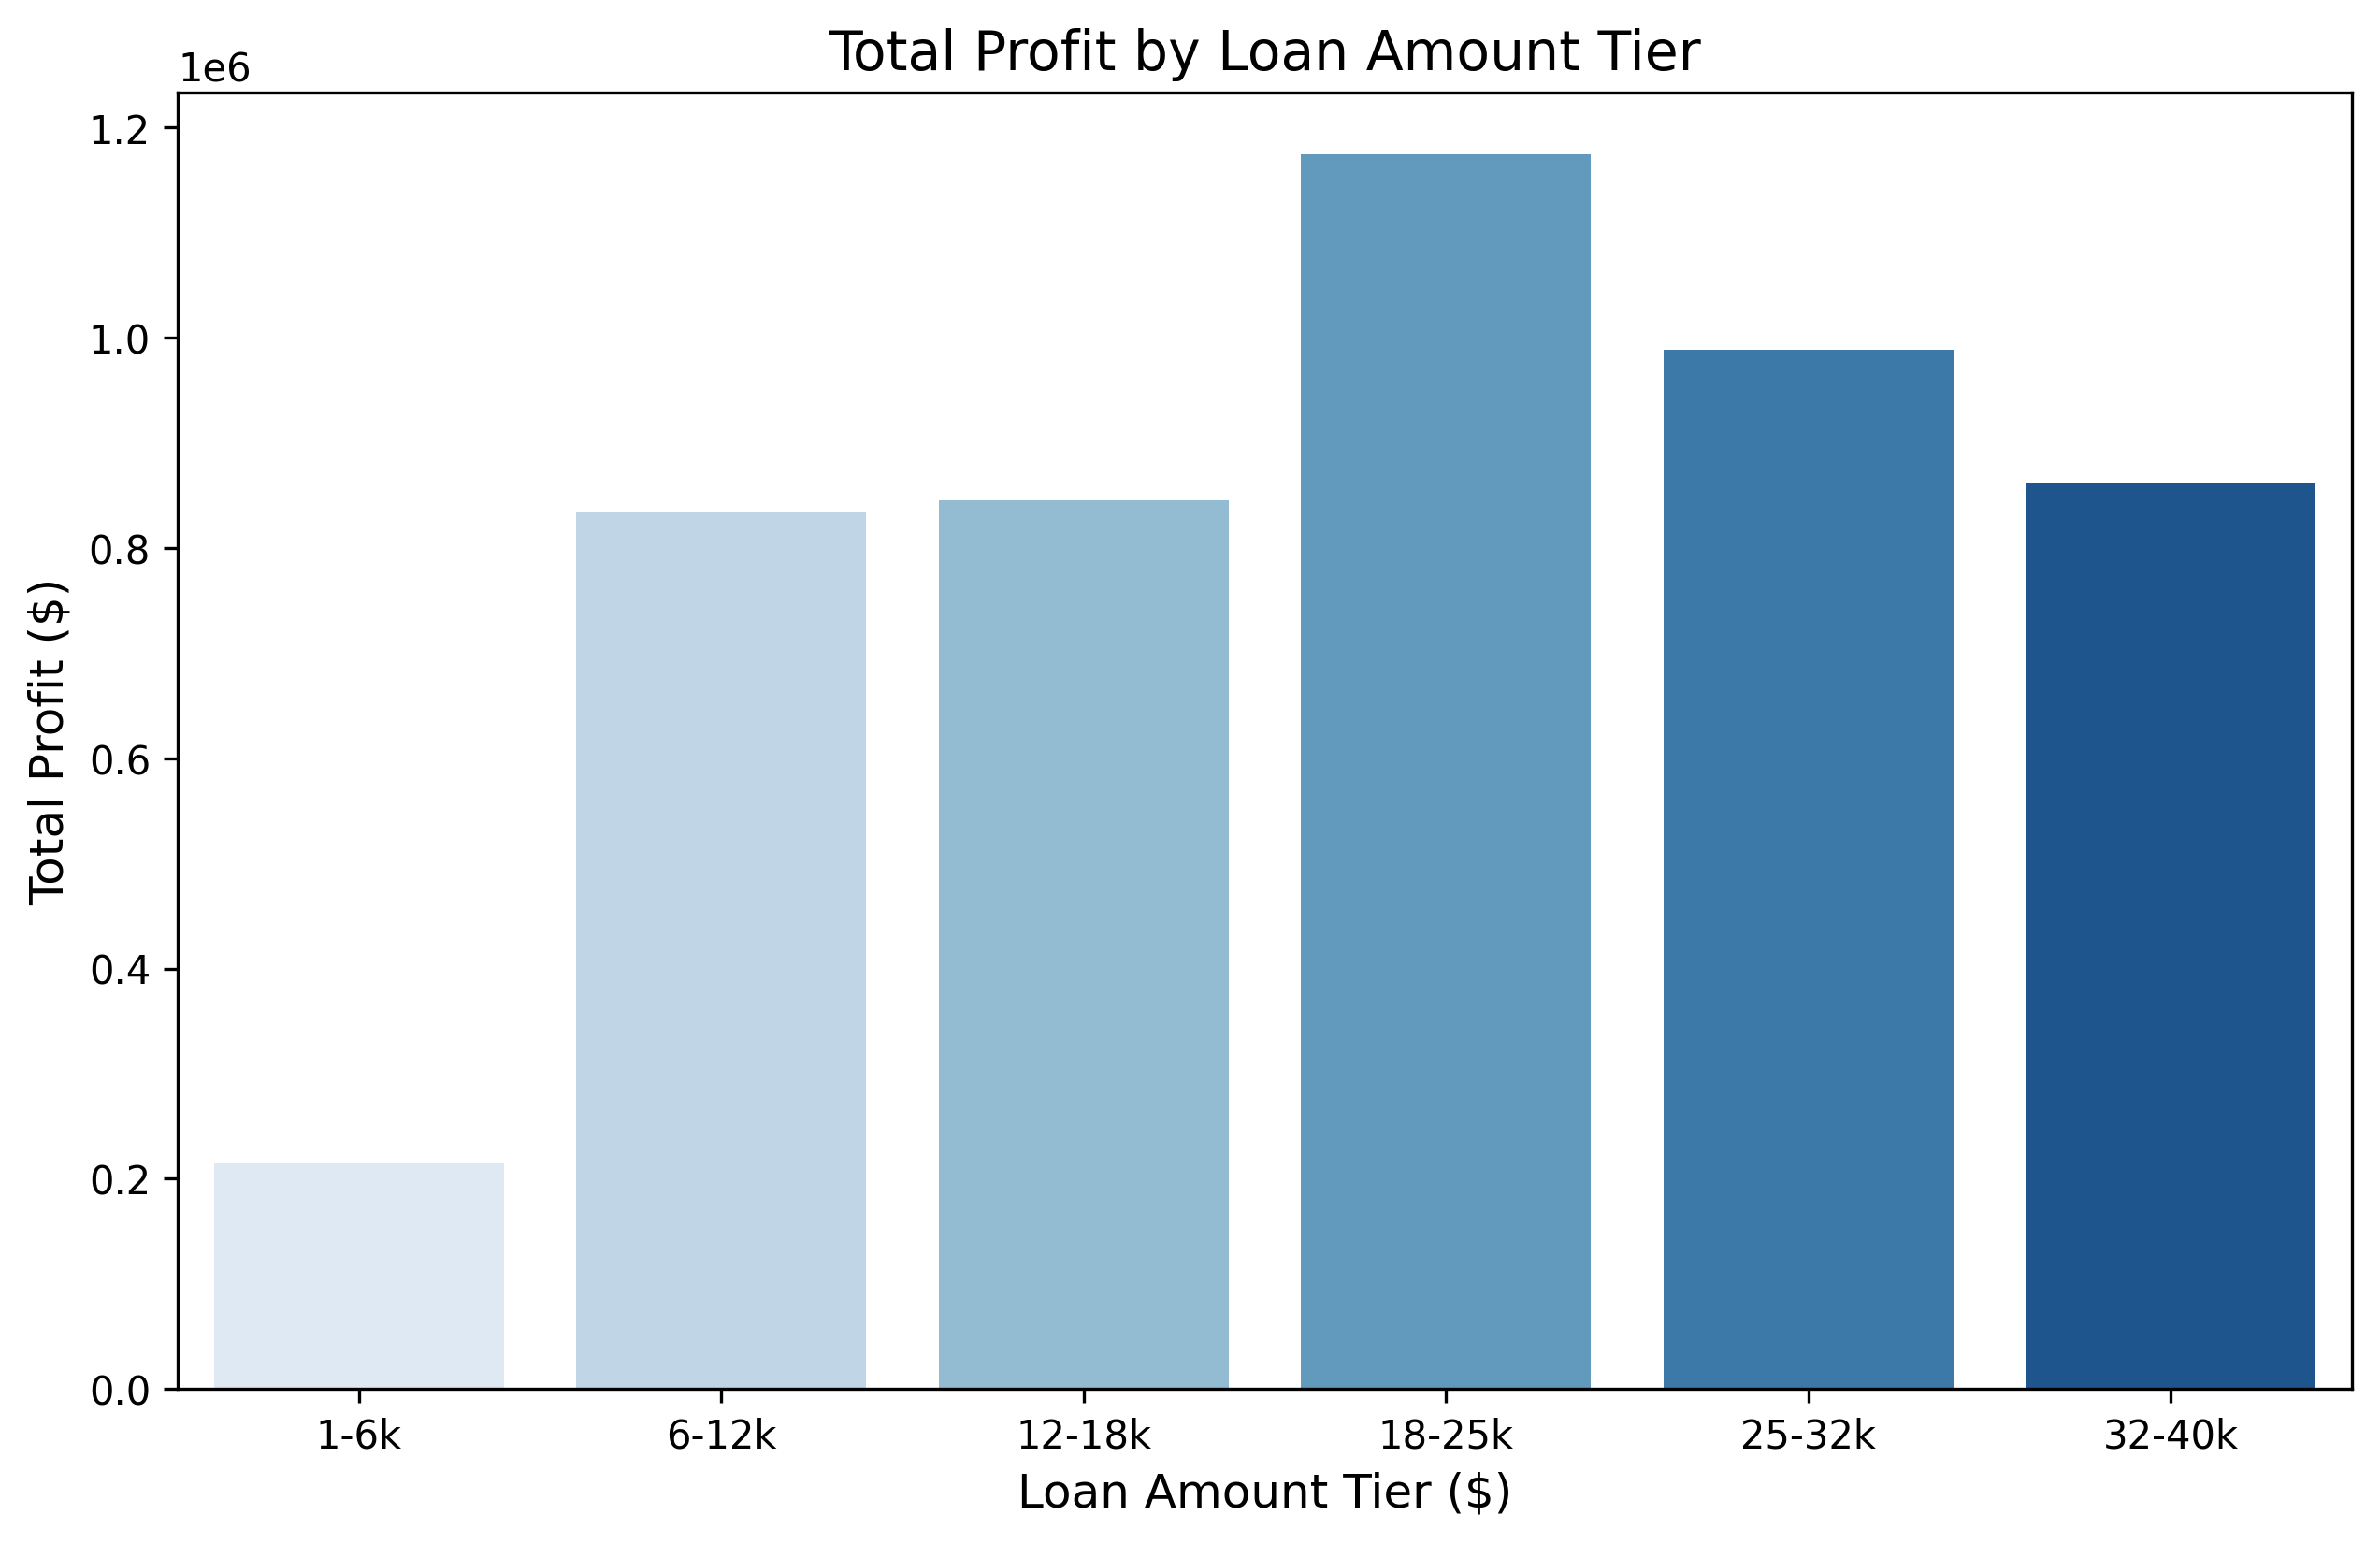 Total Profit by Loan Amount Tier
1e6
1.2
1.0
0.8
0.6
0.4
0.2
0.0
Total Profit ($)
1-6k
6-12k
12-18k
18-25k
25-32k
32-40k
Loan Amount Tier ($)